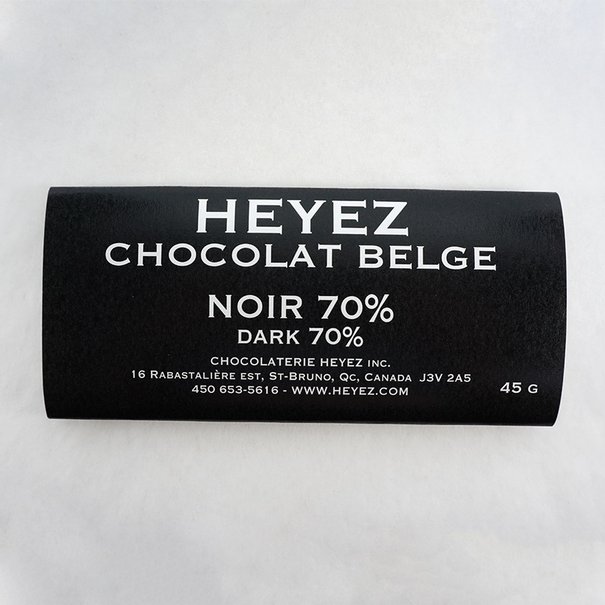 HEYEZ
CHOCOLAT BELGE
NOIR 70%
DARK 70%
CHOCOLATERIE HEYEZ INC.
16 RABASTALIÈRE EST, ST-BRUNO, QC, CANADA J3V 2A5
450 653-5616 - WWW.HEYEZ.COM
45 G